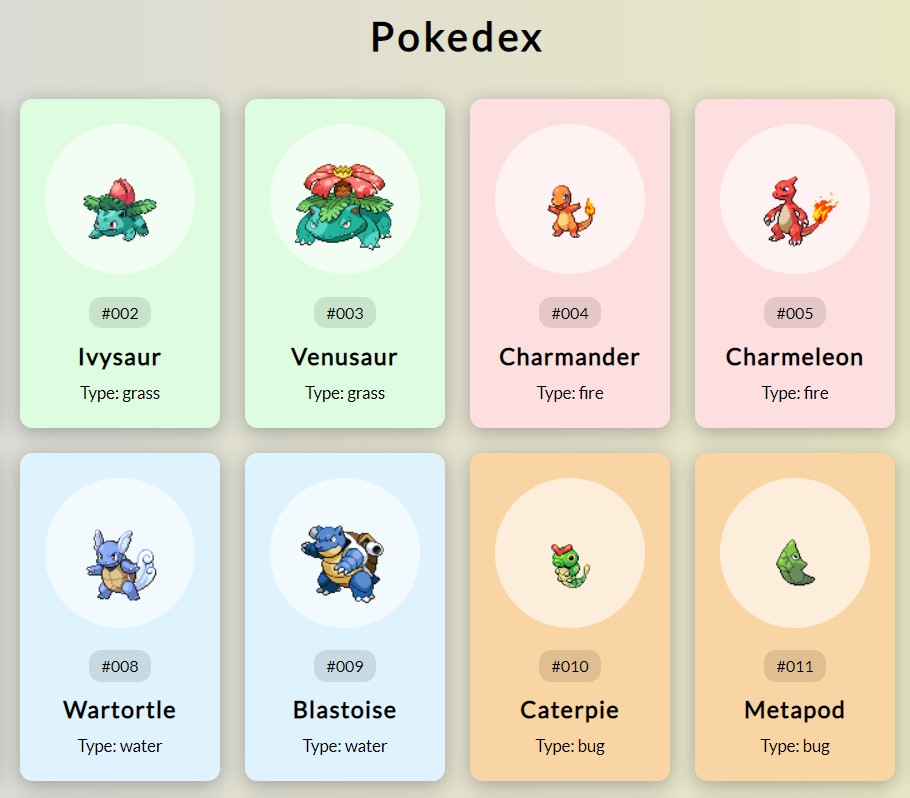 Pokedex
#002
Ivysaur
Type: grass
#003
Venusaur
Type: grass
#004
Charmander
Type: fire
#005
Charmeleon
Type: fire
#008
Wartortle
Type: water
#009
Blastoise
Type: water
#010
Caterpie
Type: bug
#011
Metapod
Type: bug